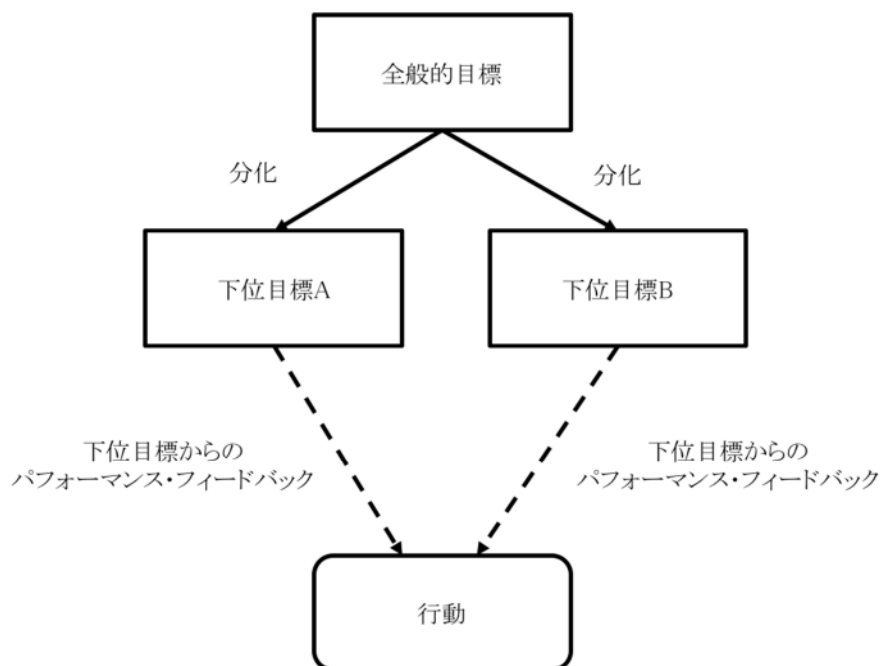 全般的目標
分化
分化
下位目標A
下位目標B
下位目標からの
パフォーマンス・フィードバック
下位目標からの
パフォーマンス・フィードバック
行動